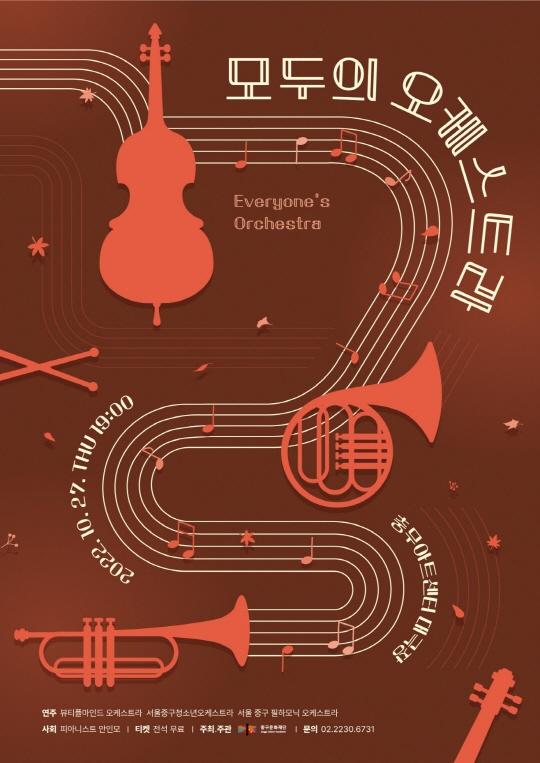 모두의 오케스트라
Everyone's
Orchestra
2022. 10. 27. THU 19:00
충무아트센터 대극장
연주 뷰티플마인드 오케스트라 서울중구청소년오케스트라 서울 중구 필하모닉 오케스트라
사회 피아니스트 안인모 | 티켓 전석 무료 | 주최.주관 중구문화재단 | 문의 02.2230.6731